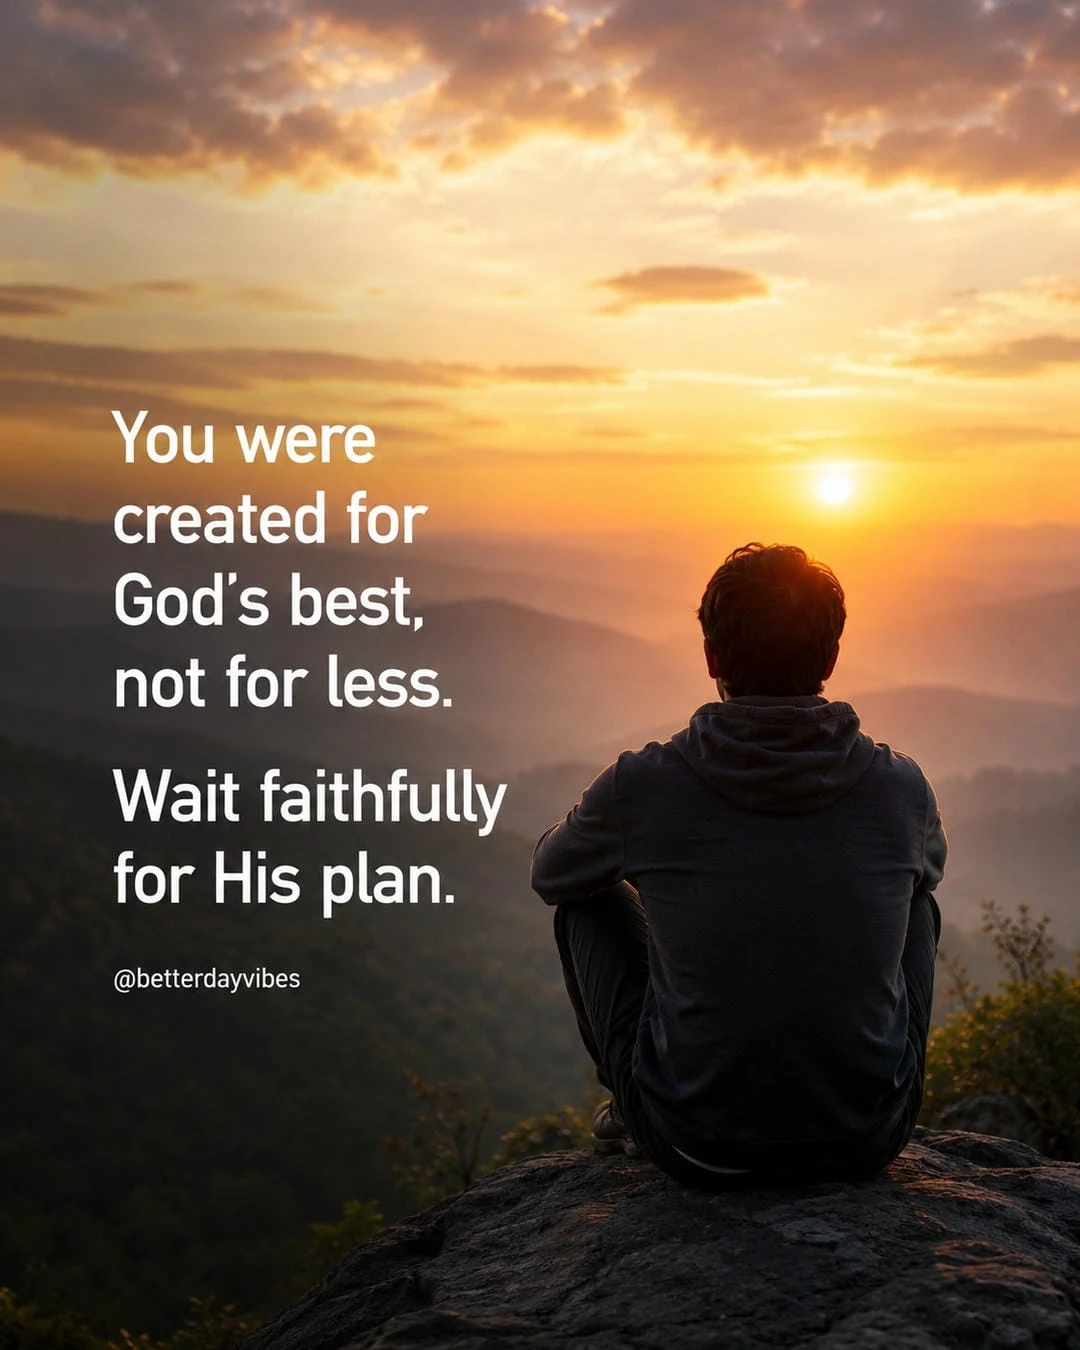 You were
created for
God’s best,
not for less.
Wait faithfully
for His plan.
@betterdayvibes